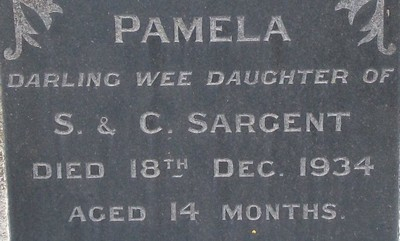 PAMELA
DARLING WEE DAUGHTER OF
S. & C. SARGENT
DIED 18TH DEC. 1934
AGED 14 MONTHS.